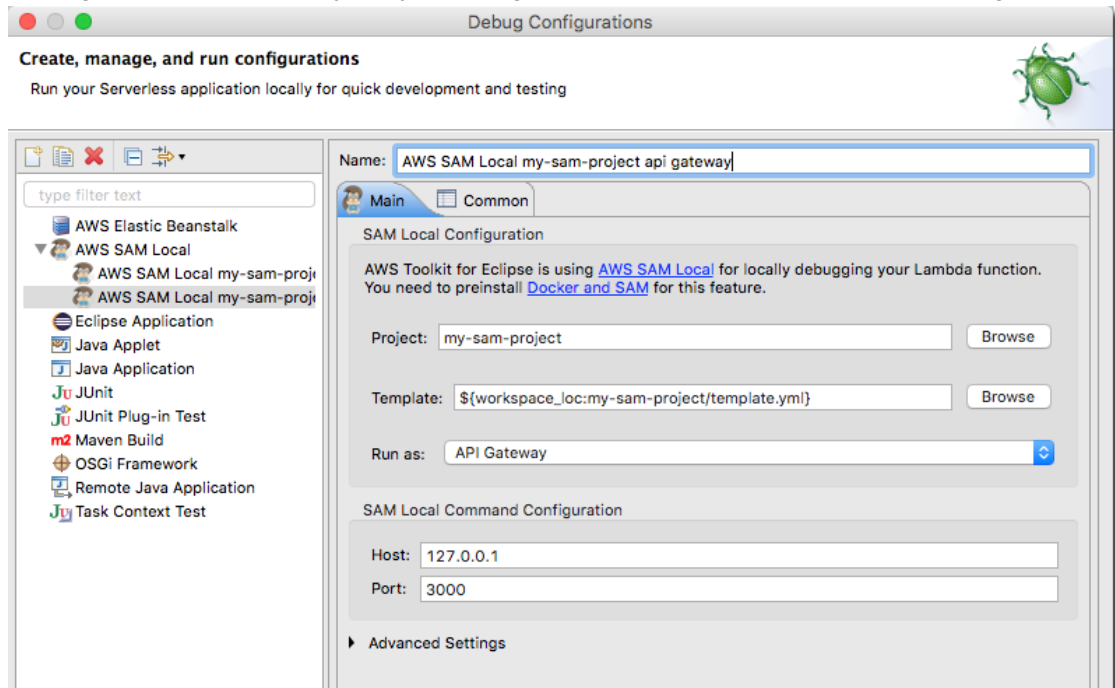 Debug Configurations
Create, manage, and run configurations
Run your Serverless application locally for quick development and testing
type filter text
AWS Elastic Beanstalk
AWS SAM Local
AWS SAM Local my-sam-proje
AWS SAM Local my-sam-proje
Eclipse Application
Java Applet
Java Application
JUnit
JUnit Plug-in Test
Maven Build
OSGi Framework
Remote Java Application
Task Context Test
Name: AWS SAM Local my-sam-project api gateway
Main Common
SAM Local Configuration
AWS Toolkit for Eclipse is using AWS SAM Local for locally debugging your Lambda function.
You need to preinstall Docker and SAM for this feature.
Project: my-sam-project Browse
Template: ${workspace_loc:my-sam-project/template.yml} Browse
Run as: API Gateway
SAM Local Command Configuration
Host: 127.0.0.1
Port: 3000
Advanced Settings